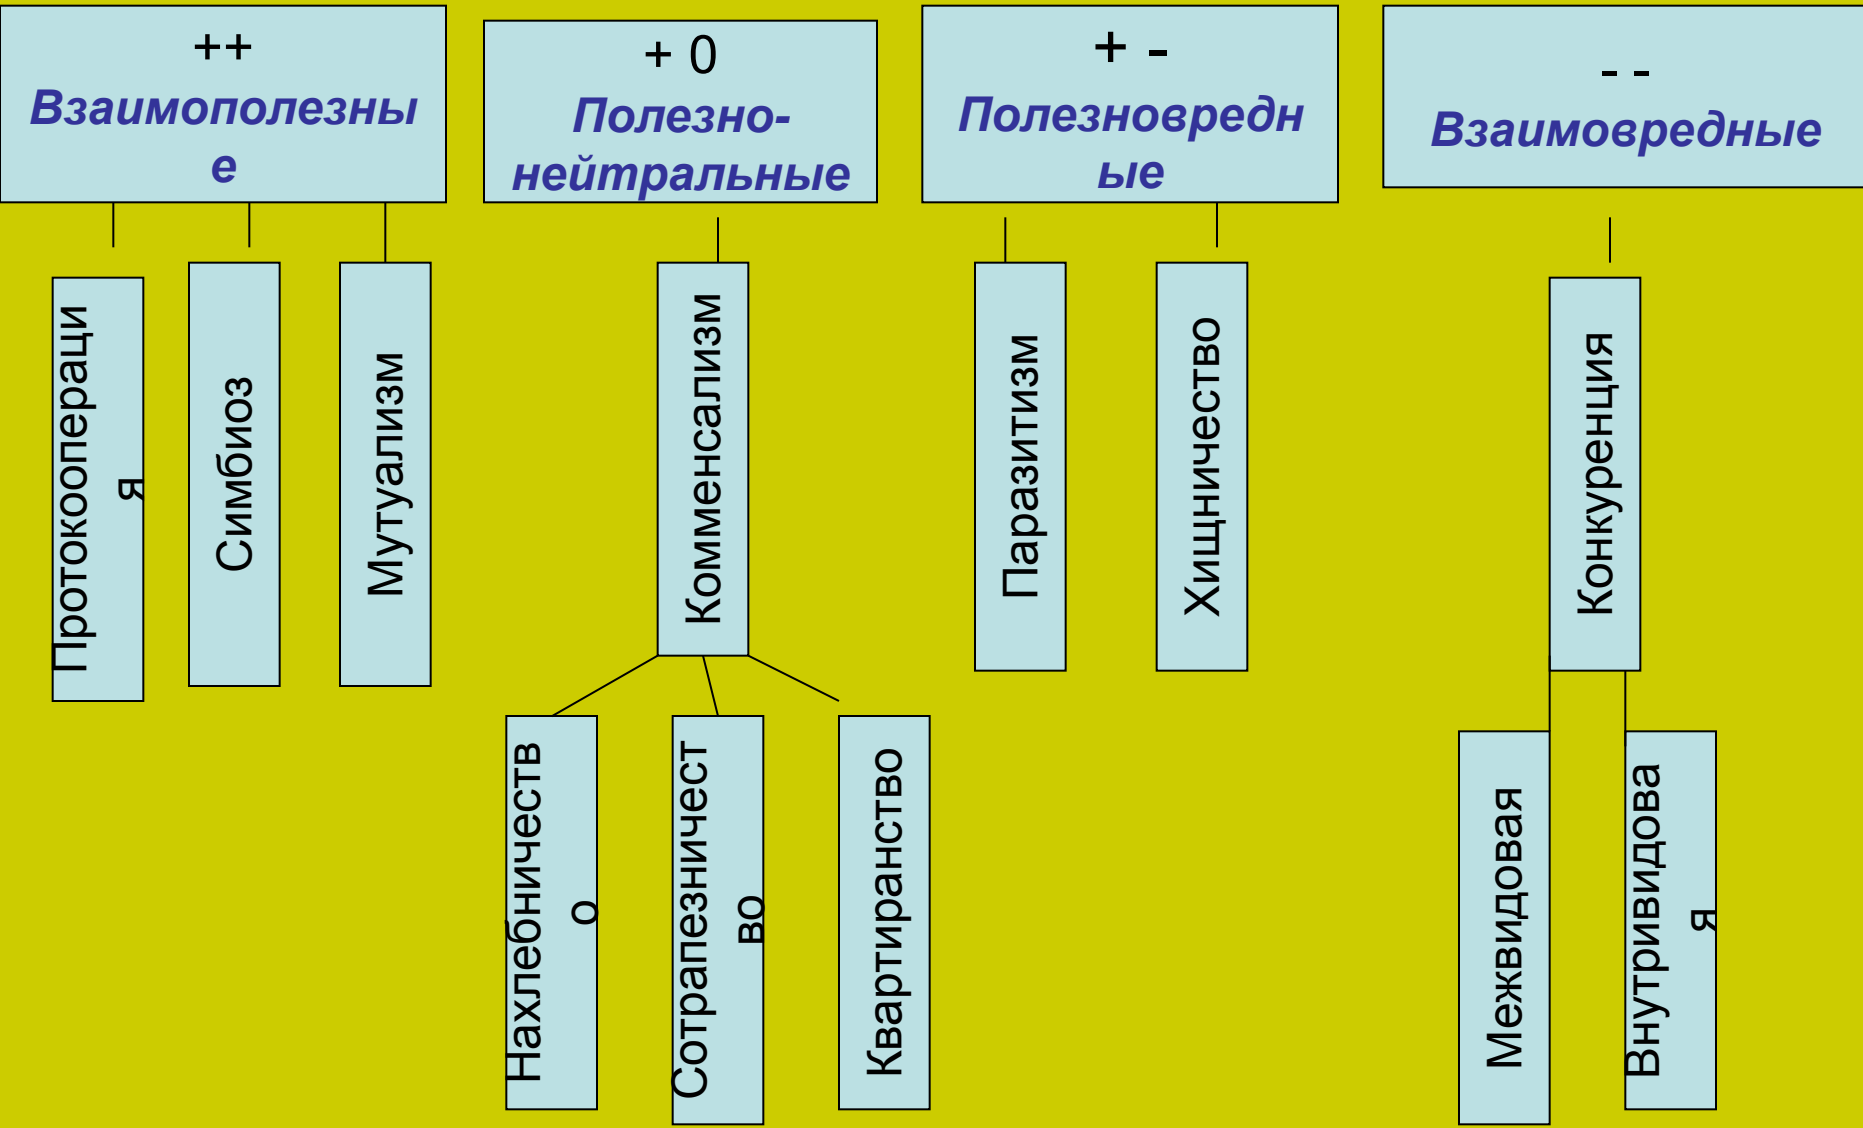 ++
Взаимополезны
е
+ 0
Полезно-
нейтральные
+ -
Полезновредн
ые
- -
Взаимовредные
Протокоопераци
я
Симбиоз
Мутуализм
Комменсализм
Паразитизм
Хищничество
Конкуренция
Нахлебничеств
о
Сотрапезничест
во
Квартиранство
Межвидовая
Внутривидова
я